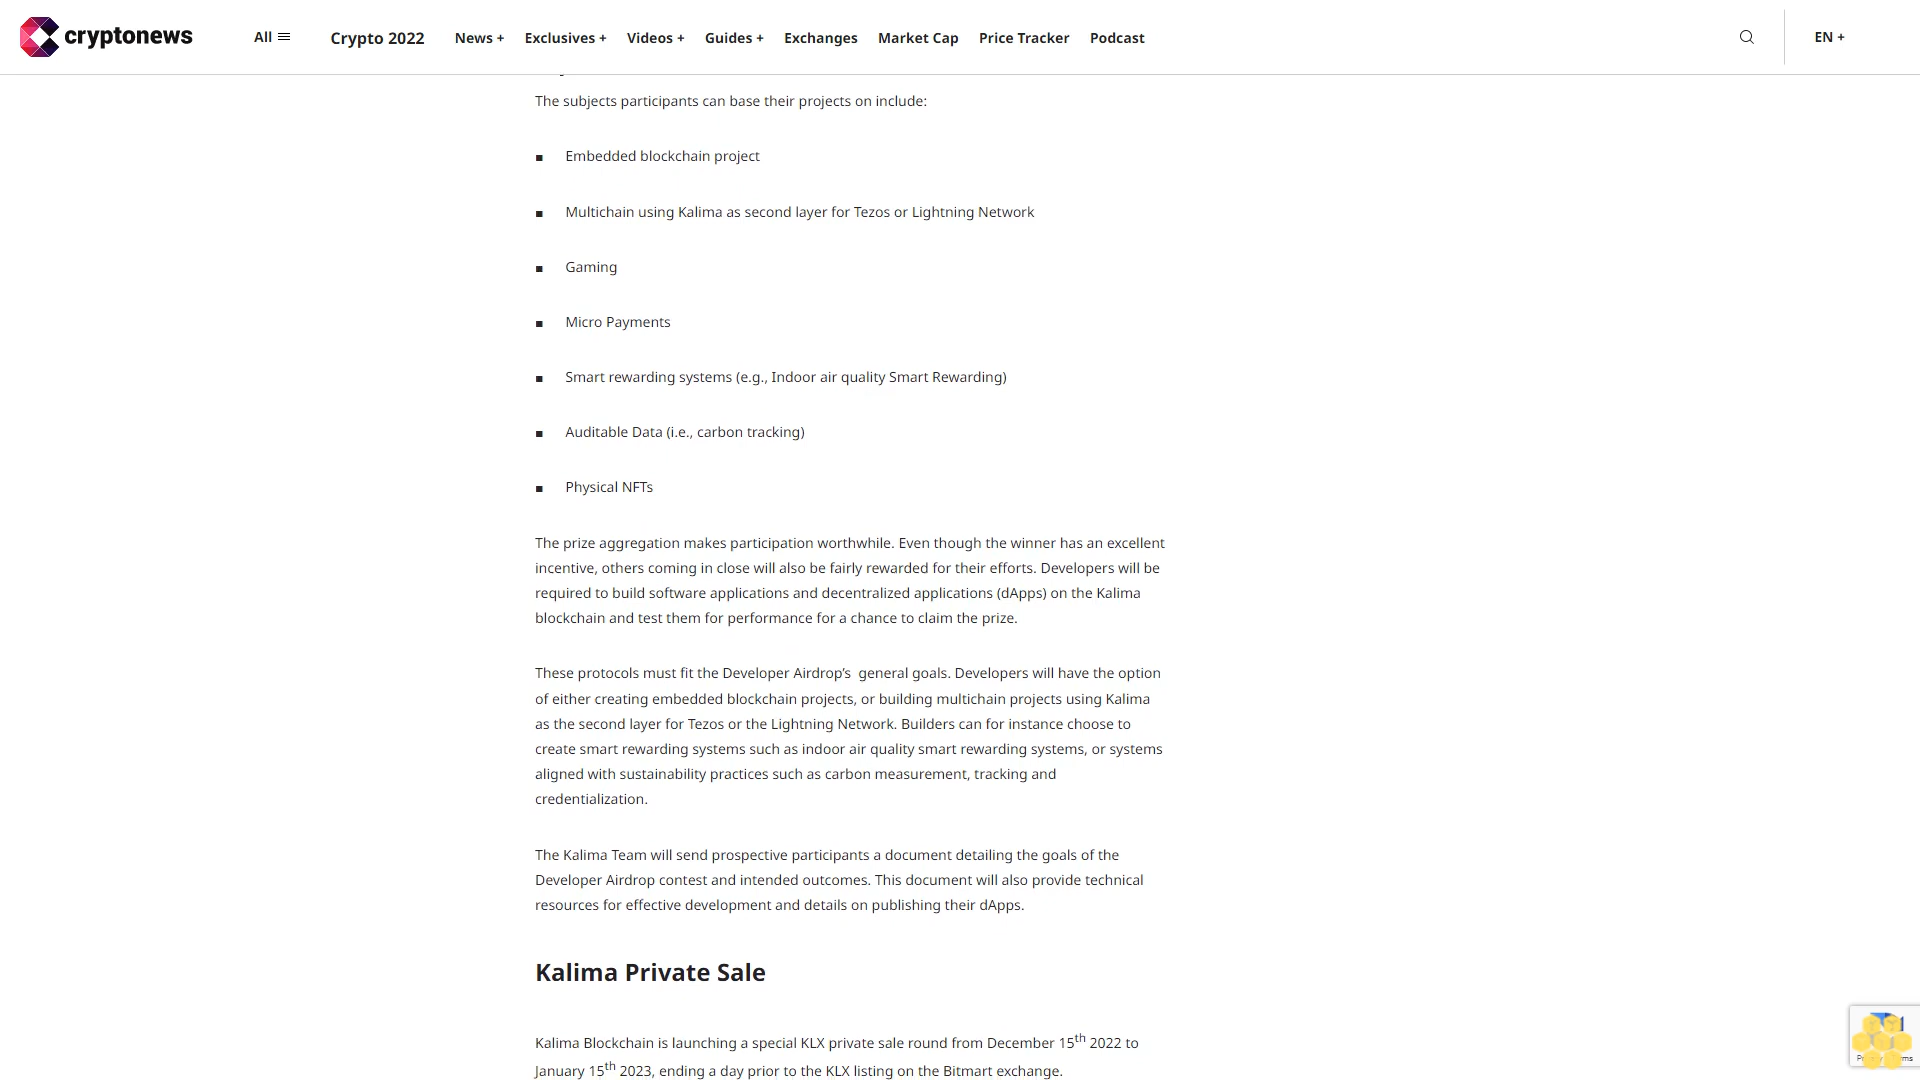 cryptonews
All
Crypto 2022
News +
Exclusives +
Videos +
Guides +
Exchanges
Market Cap
Price Tracker
Podcast
EN +
The subjects participants can base their projects on include:
■ Embedded blockchain project
■ Multichain using Kalima as second layer for Tezos or Lightning Network
■ Gaming
■ Micro Payments
■ Smart rewarding systems (e.g., Indoor air quality Smart Rewarding)
■ Auditable Data (i.e., carbon tracking)
■ Physical NFTs
The prize aggregation makes participation worthwhile. Even though the winner has an excellent
incentive, others coming in close will also be fairly rewarded for their efforts. Developers will be
required to build software applications and decentralized applications (dApps) on the Kalima
blockchain and test them for performance for a chance to claim the prize.
These protocols must fit the Developer Airdrop’s  general goals. Developers will have the option
of either creating embedded blockchain projects, or building multichain projects using Kalima
as the second layer for Tezos or the Lightning Network. Builders can for instance choose to
create smart rewarding systems such as indoor air quality smart rewarding systems, or systems
aligned with sustainability practices such as carbon measurement, tracking and
credentialization.
The Kalima Team will send prospective participants a document detailing the goals of the
Developer Airdrop contest and intended outcomes. This document will also provide technical
resources for effective development and details on publishing their dApps.
Kalima Private Sale
Kalima Blockchain is launching a special KLX private sale round from December 15th 2022 to
January 15th 2023, ending a day prior to the KLX listing on the Bitmart exchange.